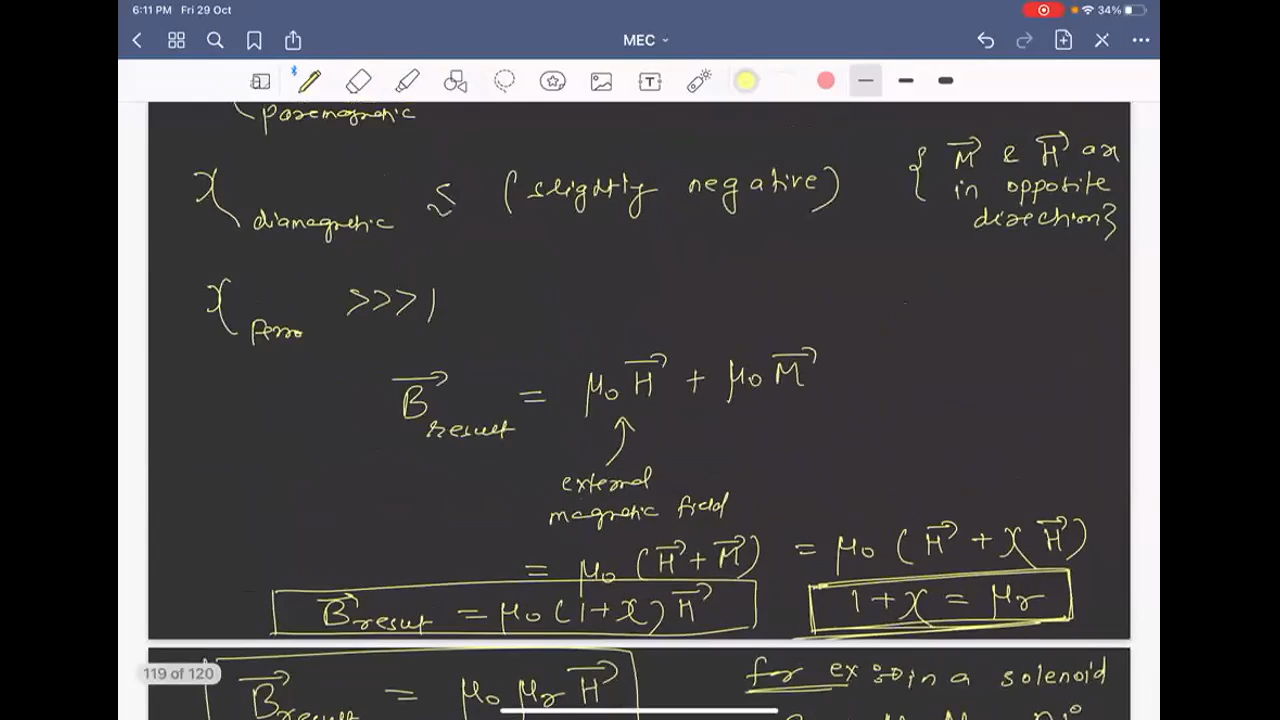 6:11 PM Fri 29 Oct
34%
MEC
paramagnetic
χ diamagnetic ≲ (slightly negative) { M⃗ & H⃗ are
in opposite
direction}
χ ferro >>>1
B⃗ result = μ₀ H⃗ + μ₀ M⃗
external
magnetic field
= μ₀ (H⃗ + M⃗) = μ₀ (H⃗ + χ H⃗)
B⃗ result = μ₀ (1+χ) H⃗ 1 + χ = μr
119 of 120
B⃗ result = μ₀ μr H⃗ for ex :→ in a solenoid